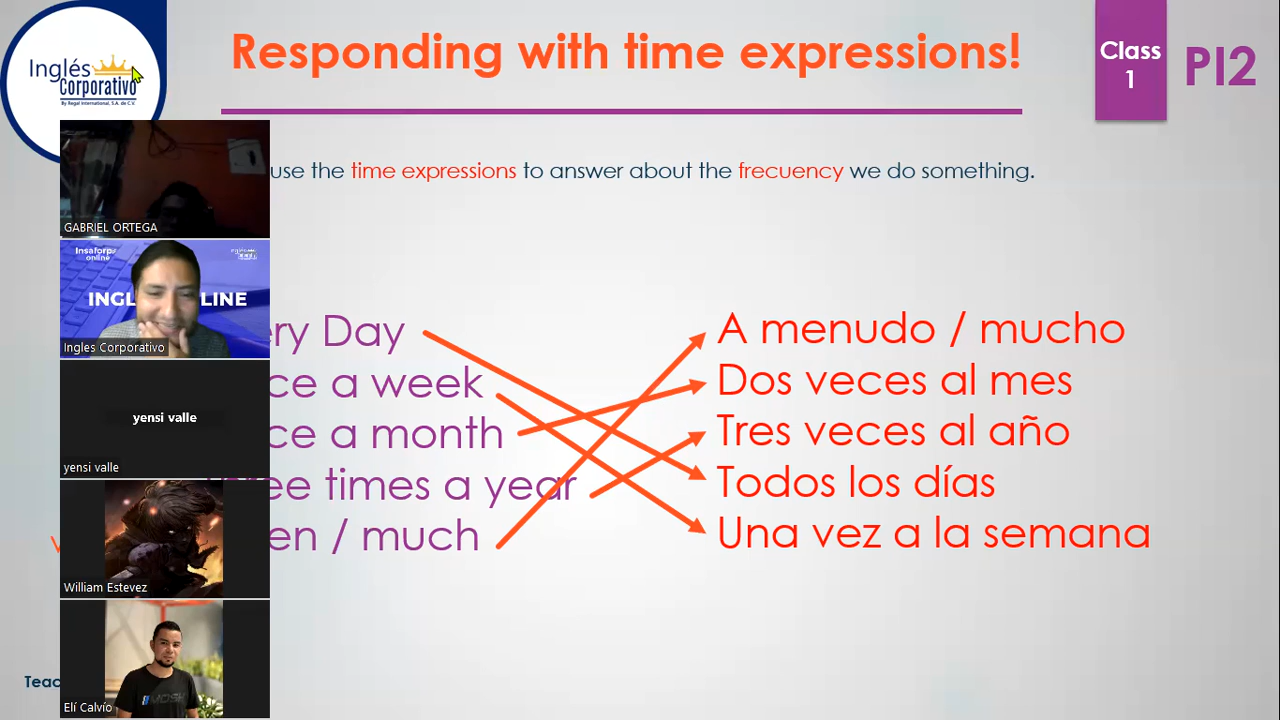 Inglés
Corporativo
By Regal International, S.A. de C.V.
Responding with time expressions!
Class
1
PI2
use the time expressions to answer about the frecuency we do something.
GABRIEL ORTEGA
Insaforp
online
INGL LINE
Ingles Corporativo
yensi valle
yensi valle
William Estevez
Elí Calvío
ery Day
ce a week
ce a month
ree times a year
en / much
A menudo / mucho
Dos veces al mes
Tres veces al año
Todos los días
Una vez a la semana
Teac